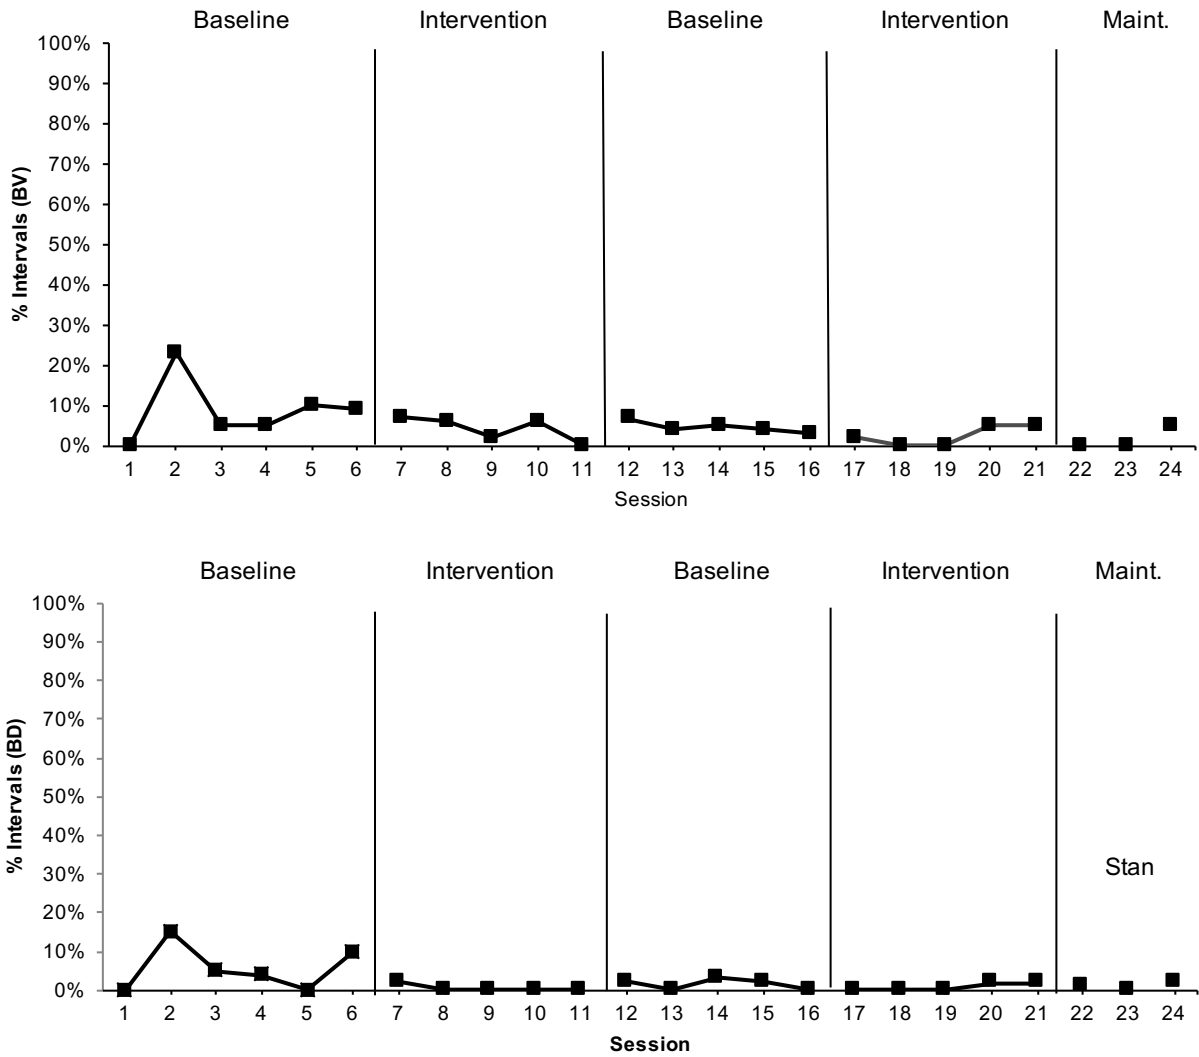 Baseline Intervention Baseline Intervention Maint.
100%
90%
80%
70%
60%
50%
40%
30%
20%
10%
0%
% Intervals (BV)
1 2 3 4 5 6 7 8 9 10 11 12 13 14 15 16 17 18 19 20 21 22 23 24
Session
Baseline Intervention Baseline Intervention Maint.
100%
90%
80%
70%
60%
50%
40%
30%
20%
10%
0%
% Intervals (BD)
Stan
1 2 3 4 5 6 7 8 9 10 11 12 13 14 15 16 17 18 19 20 21 22 23 24
Session